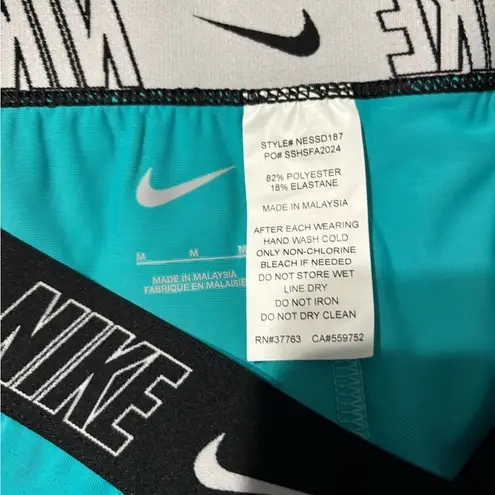 STYLE# NESSD187
PO# SSHSFA2024
82% POLYESTER
18% ELASTANE
MADE IN MALAYSIA
AFTER EACH WEARING
HAND WASH COLD
ONLY NON-CHLORINE
BLEACH IF NEEDED
DO NOT STORE WET
LINE DRY
DO NOT IRON
DO NOT DRY CLEAN
RN#37763 CA#559752
M M M
MADE IN MALAYSIA
FABRIQUÉ EN MALAISIE
NIKE